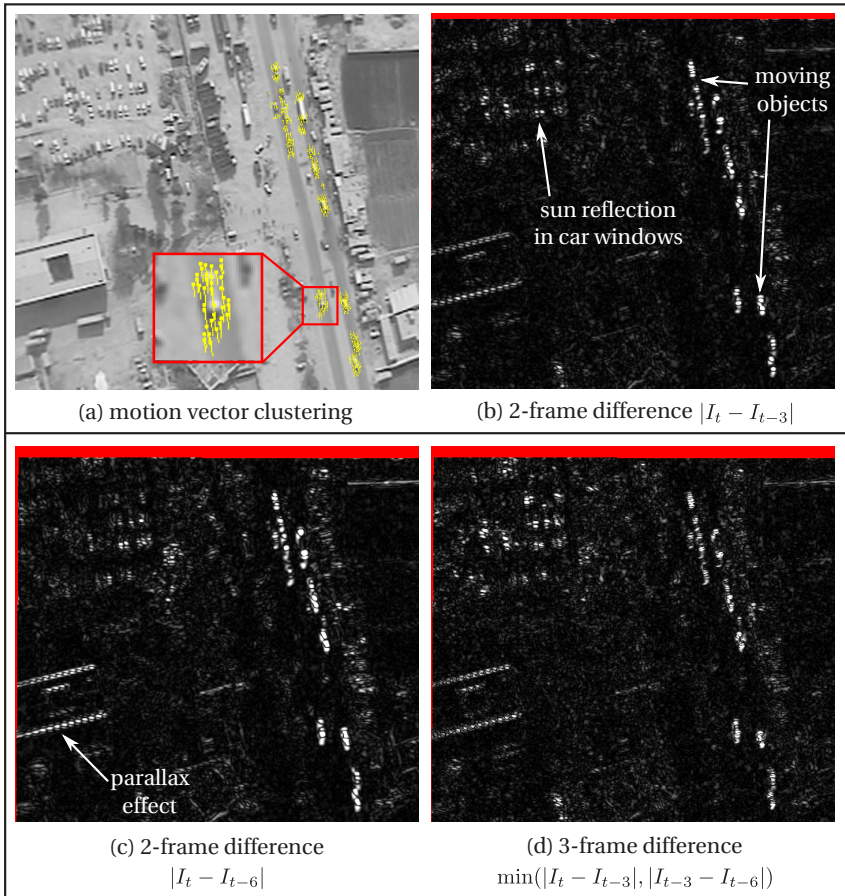 moving
objects
sun reflection
in car windows
(a) motion vector clustering
(b) 2-frame difference |I_t − I_{t−3}|
parallax
effect
(c) 2-frame difference
|I_t − I_{t−6}|
(d) 3-frame difference
min(|I_t − I_{t−3}|, |I_{t−3} − I_{t−6}|)